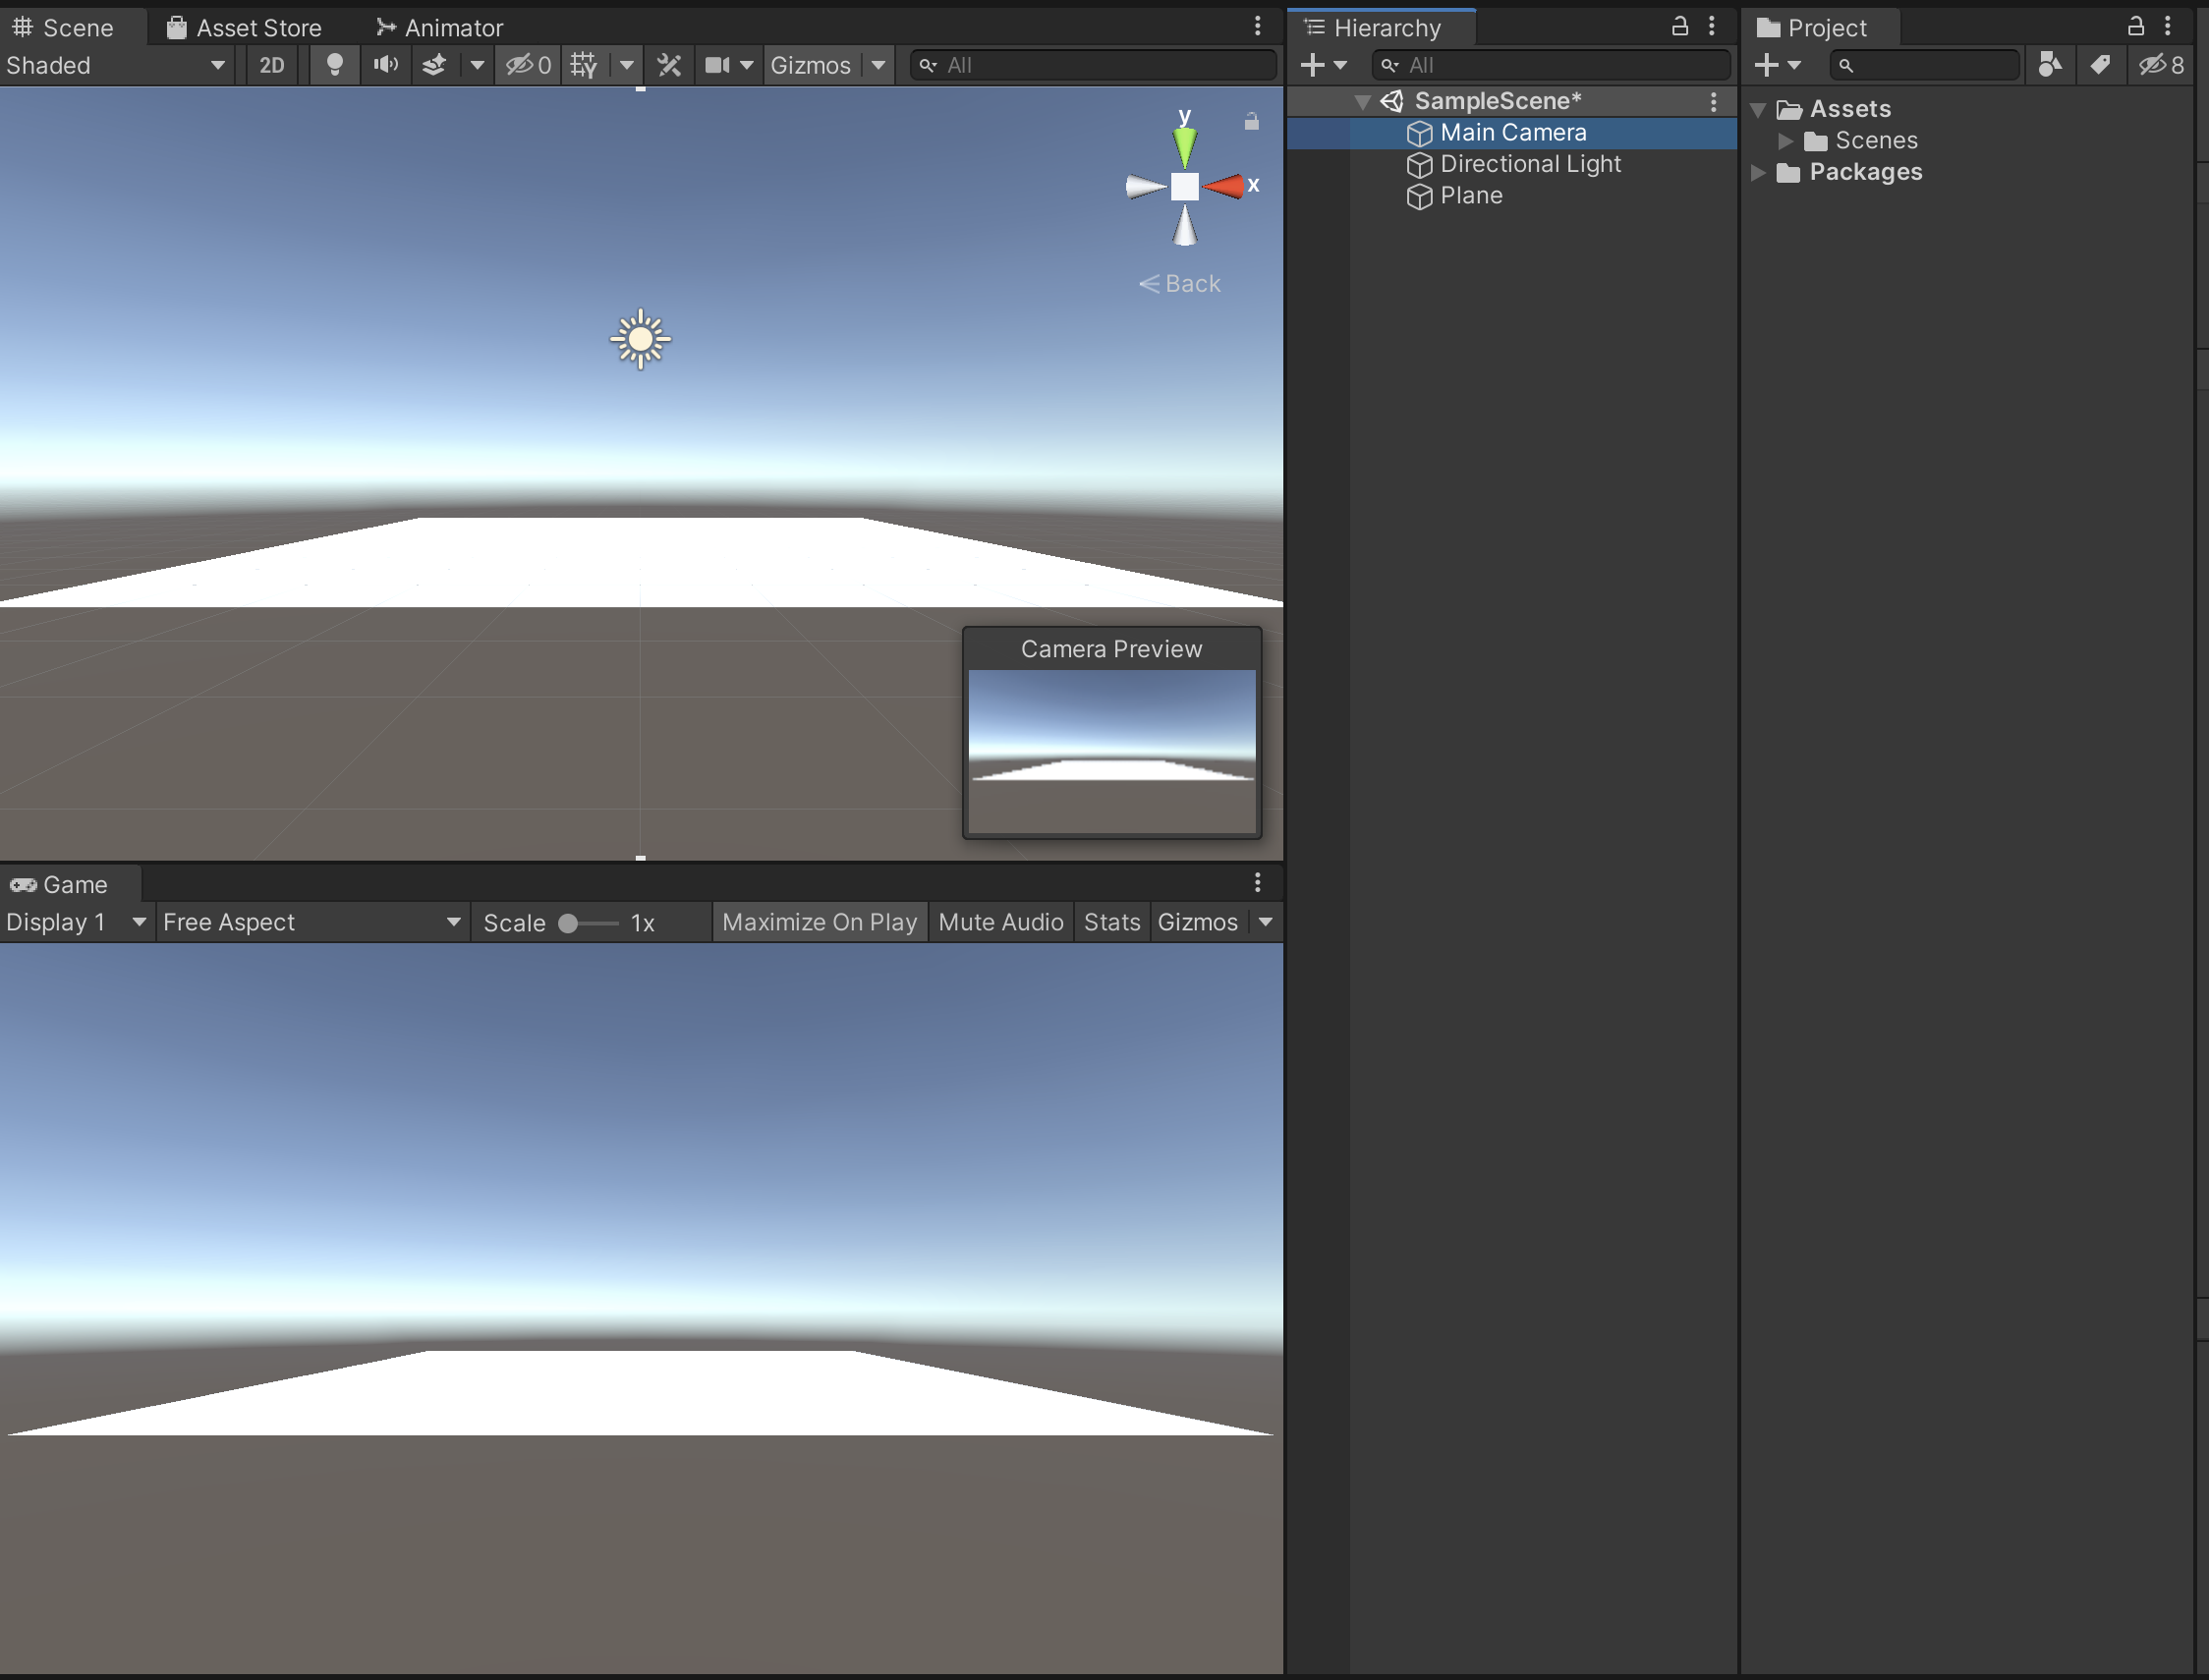 Scene Asset Store Animator
Shaded 2D 0 Gizmos All
y
x
Back
Camera Preview
Game
Display 1 Free Aspect Scale 1x Maximize On Play Mute Audio Stats Gizmos
Hierarchy
All
SampleScene*
Main Camera
Directional Light
Plane
Project
8
Assets
Scenes
Packages